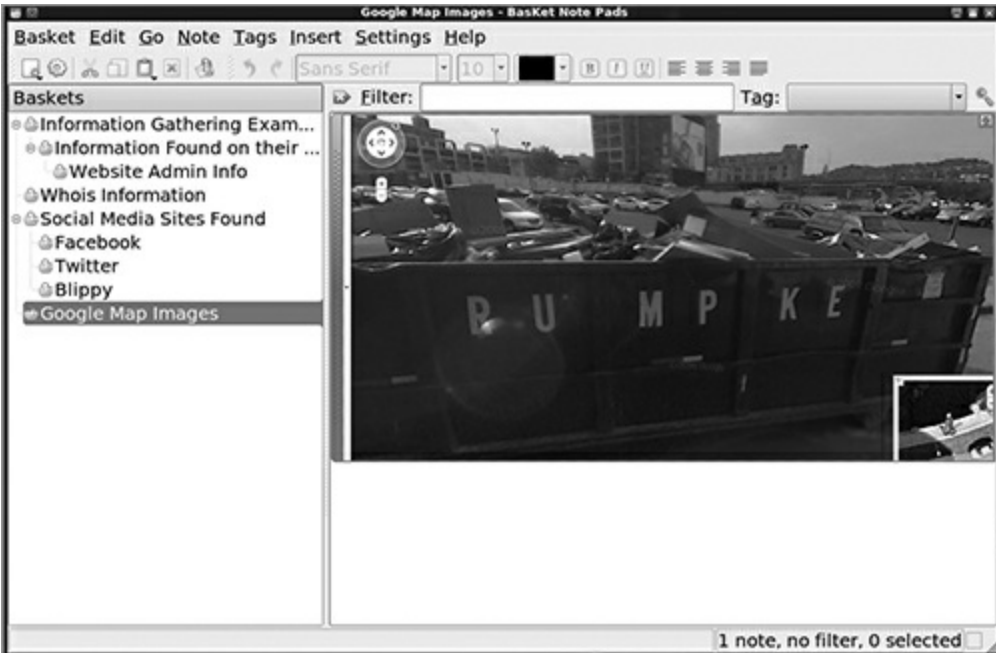 Google Map Images - BasKet Note Pads
Basket Edit Go Note Tags Insert Settings Help
Sans Serif 10 B I U
Baskets
Filter: Tag:
Information Gathering Exam...
Information Found on their ...
Website Admin Info
Whois Information
Social Media Sites Found
Facebook
Twitter
Blippy
Google Map Images
R U M P K E
1 note, no filter, 0 selected